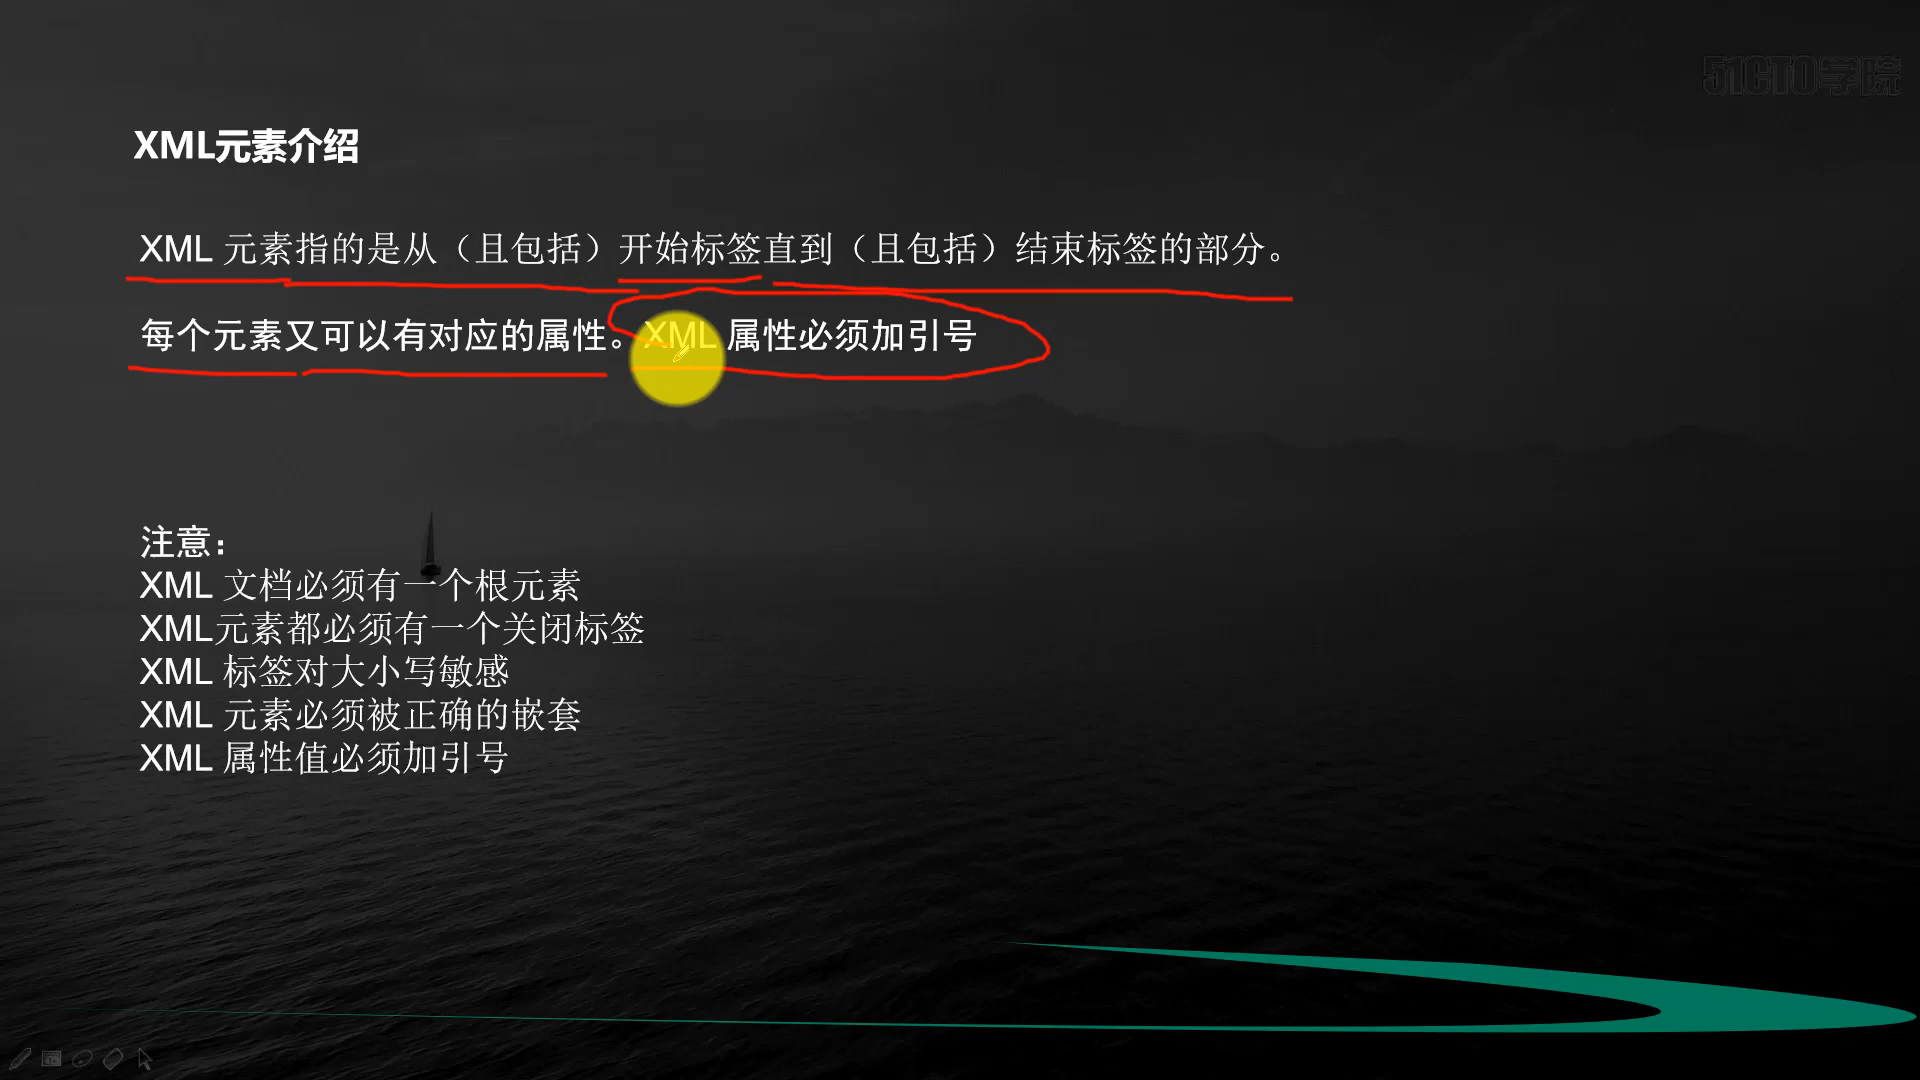 51CTO学院
XML元素介绍
XML 元素指的是从（且包括）开始标签直到（且包括）结束标签的部分。
每个元素又可以有对应的属性。XML 属性必须加引号
注意：
XML 文档必须有一个根元素
XML元素都必须有一个关闭标签
XML 标签对大小写敏感
XML 元素必须被正确的嵌套
XML 属性值必须加引号